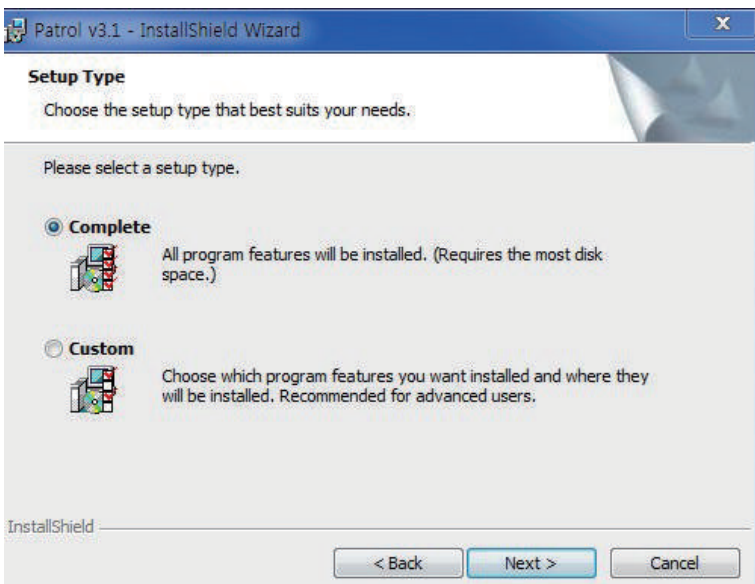 Patrol v3.1 - InstallShield Wizard
Setup Type
Choose the setup type that best suits your needs.
Please select a setup type.
Complete
All program features will be installed. (Requires the most disk
space.)
Custom
Choose which program features you want installed and where they
will be installed. Recommended for advanced users.
InstallShield
< Back
Next >
Cancel